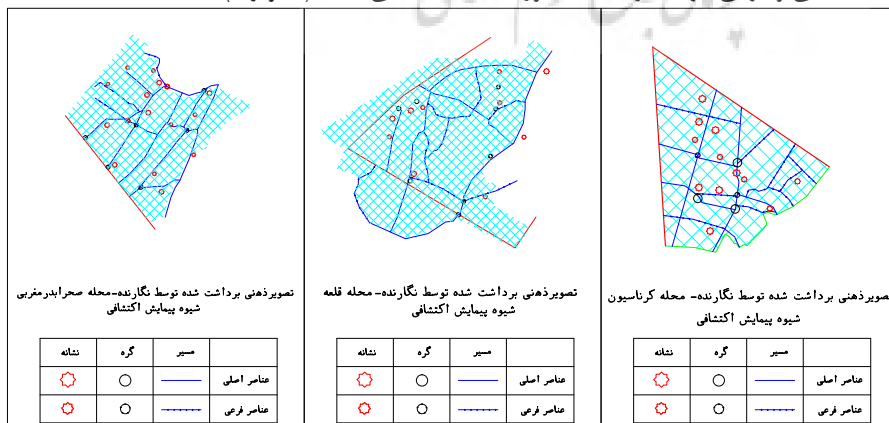 تصویرذهنی برداشت شده توسط نگارنده- محله کرناسیون
شیوه پیمایش اکتشافی
مسیر گره نشانه
عناصر اصلی
عناصر فرعی
تصویرذهنی برداشت شده توسط نگارنده- محله قلعه
شیوه پیمایش اکتشافی
مسیر گره نشانه
عناصر اصلی
عناصر فرعی
تصویرذهنی برداشت شده توسط نگارنده-محله صحرابدرمغربی
شیوه پیمایش اکتشافی
مسیر گره نشانه
عناصر اصلی
عناصر فرعی